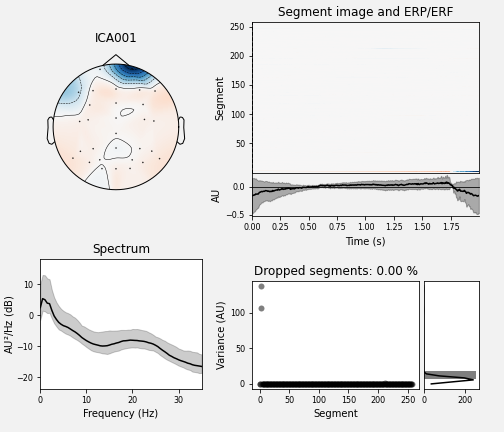 ICA001
Segment image and ERP/ERF
Segment
250
200
150
100
50
AU
0.0
−0.5
0.00 0.25 0.50 0.75 1.00 1.25 1.50 1.75
Time (s)
Spectrum
AU²/Hz (dB)
10
0
−10
−20
0 10 20 30
Frequency (Hz)
Dropped segments: 0.00 %
Variance (AU)
100
50
0
0 50 100 150 200 250
Segment
0 200